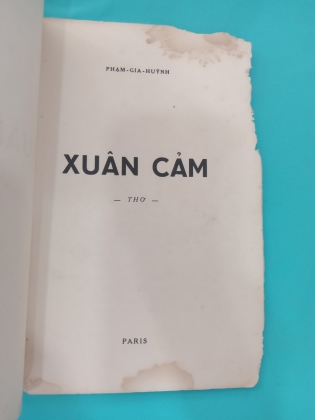 PHẠM-GIA-HUỲNH
XUÂN CẢM
— THƠ —
PARIS